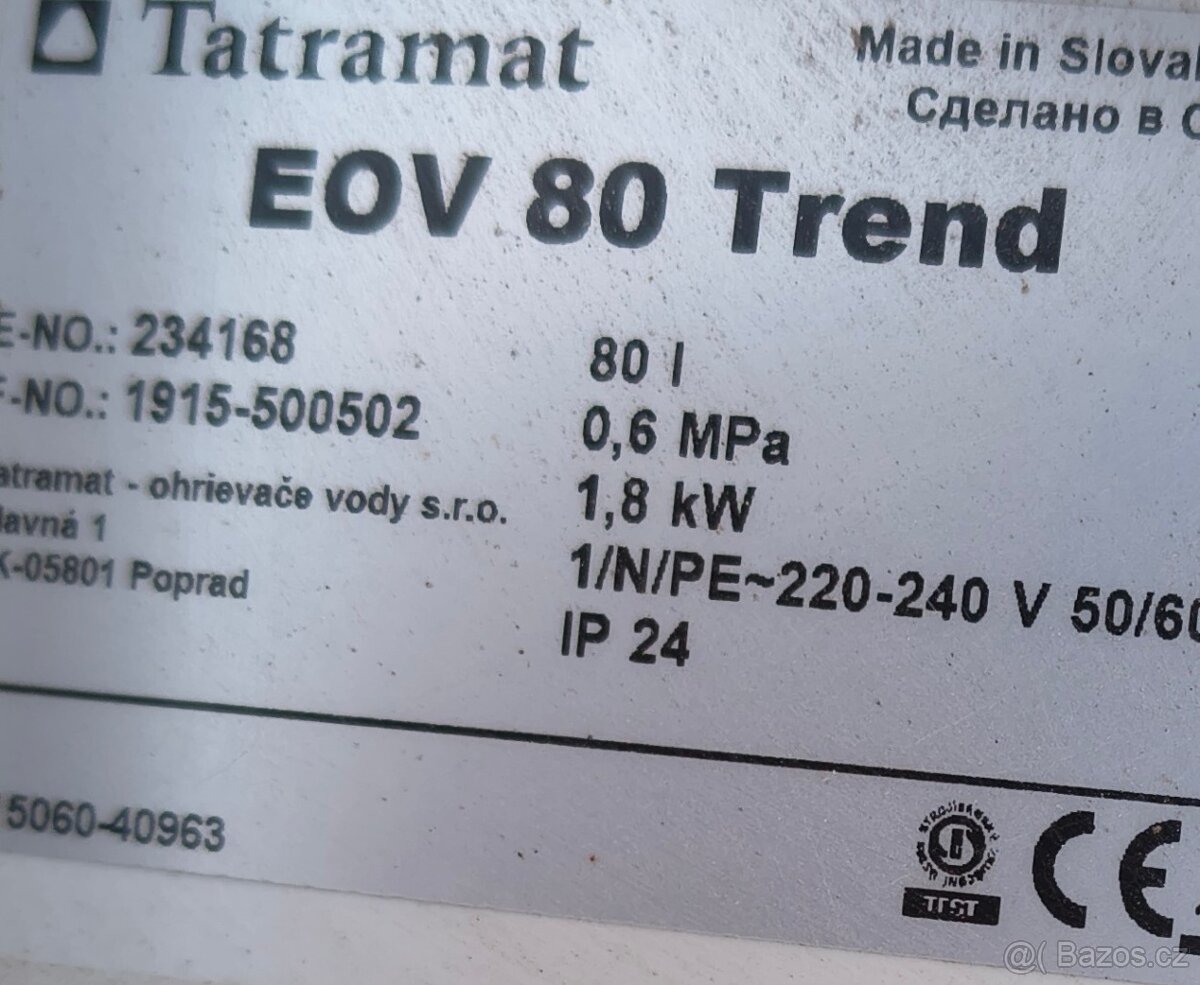 Tatramat
Made in Slova
Сделано в С
EOV 80 Trend
E-NO.: 234168
F-NO.: 1915-500502
atramat - ohrievače vody s.r.o.
lavná 1
K-05801 Poprad
80 l
0,6 MPa
1,8 kW
1/N/PE~220-240 V 50/60
IP 24
5060-40963
TEST
CE
@( Bazos.cz